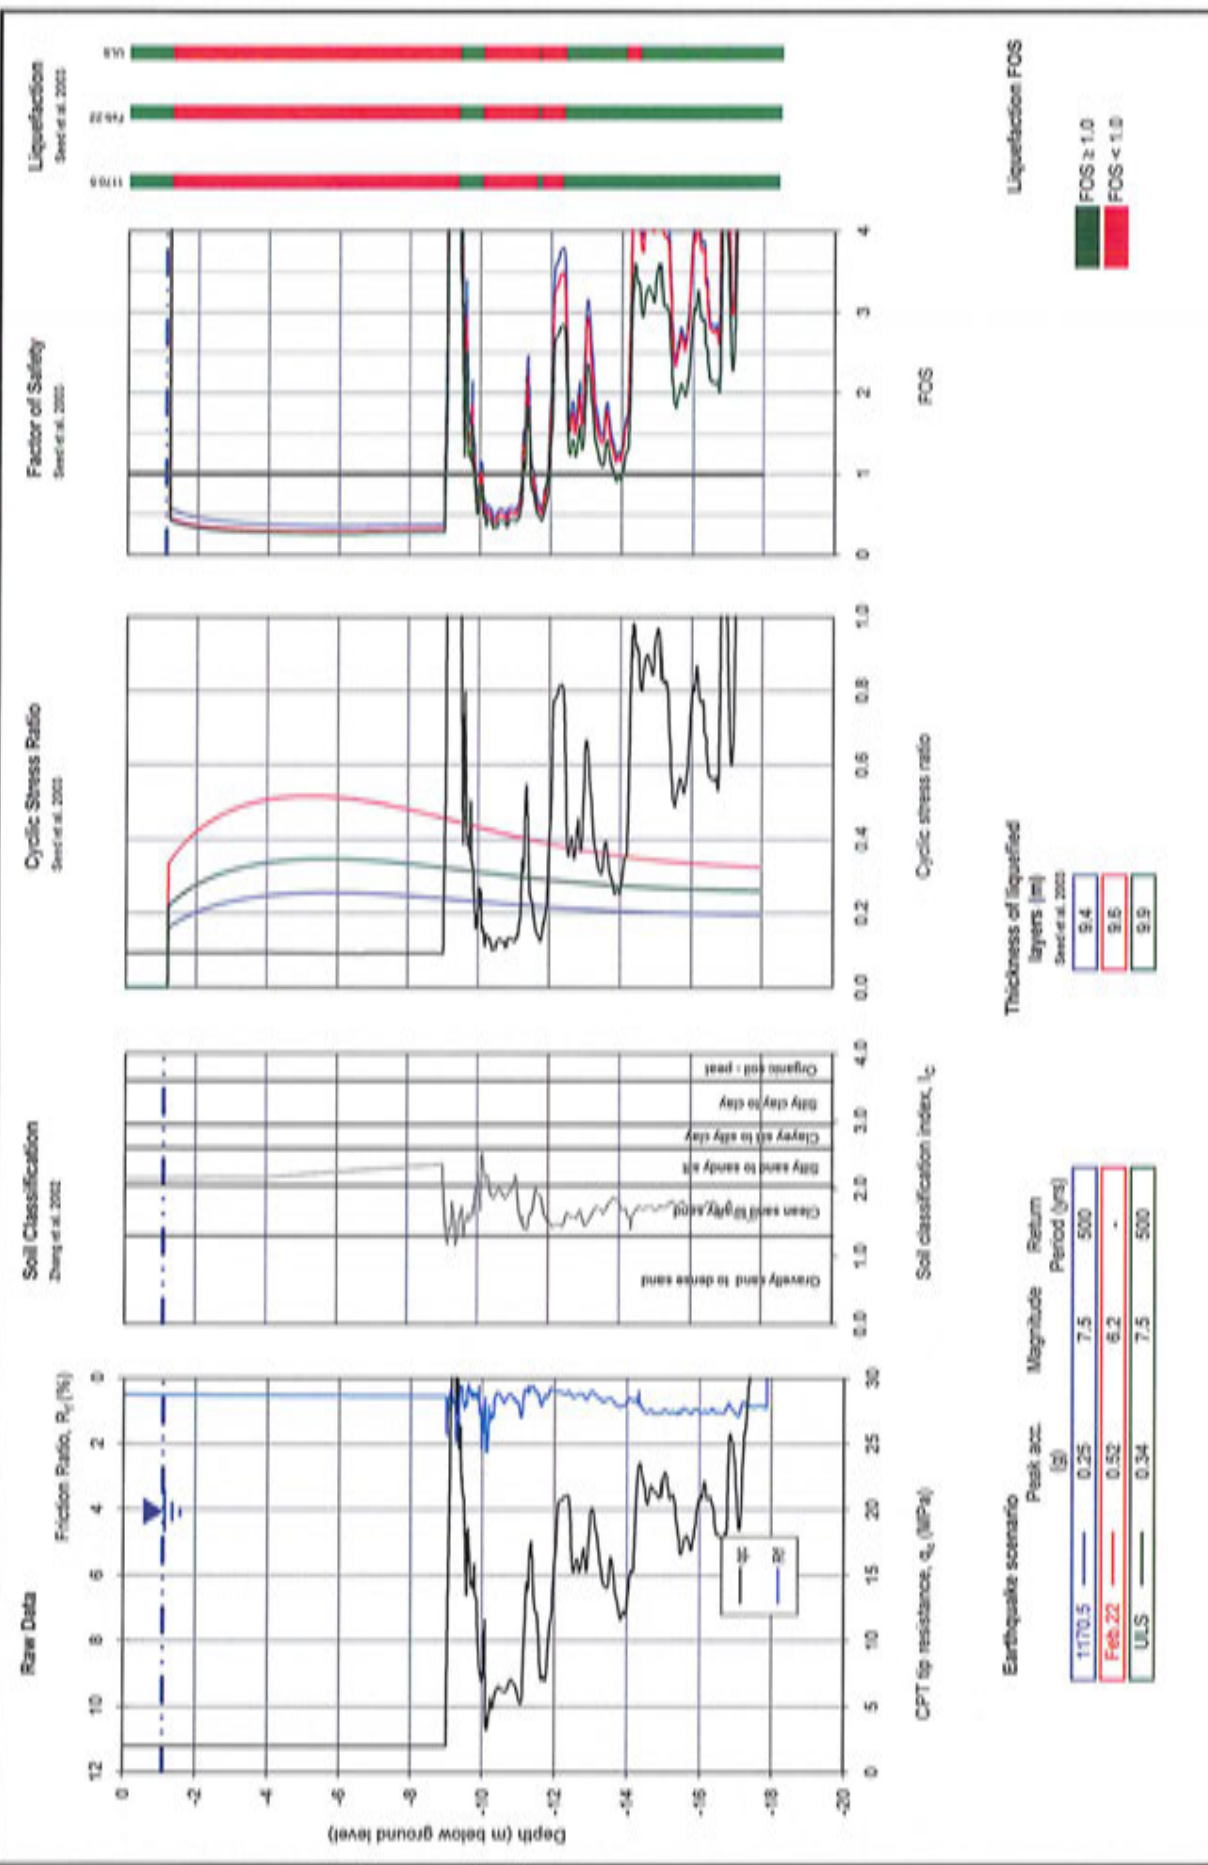 Raw Data
Friction Ratio, Rf (%)
12
10
8
6
4
2
0
Depth (m below ground level)
0
-2
-4
-6
-8
-10
-12
-14
-16
-18
-20
qc
Rf
0
5
10
15
20
25
30
CPT tip resistance, qc (MPa)
Soil Classification
Zhang et al. 2002
Gravelly sand to dense sand
Clean sand to silty sand
Silty sand to sandy silt
Clayey silt to silty clay
Silty clay to clay
Organic soil - peat
0.0
1.0
2.0
3.0
4.0
Soil classification index, Ic
Cyclic Stress Ratio
Seed et al. 2003
0.0
0.2
0.4
0.6
0.8
1.0
Cyclic stress ratio
Factor of Safety
Seed et al. 2003
0
1
2
3
4
FOS
Liquefaction
Seed et al. 2003
1170.5
Feb.22
ULS
Earthquake scenario
Peak acc. (g)
Magnitude
Return Period (yrs)
1170.5 0.25 7.5 500
Feb.22 0.52 6.2 -
ULS 0.34 7.5 500
Thickness of liquefied
layers (m)
Seed et al. 2003
9.4
9.6
9.9
Liquefaction FOS
FOS ≥ 1.0
FOS < 1.0